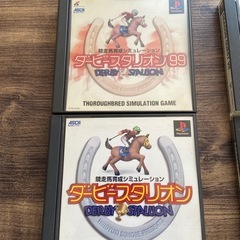 ASCII
競走馬育成シミュレーション
ダービースタリオン99
DERBY STALLION
THOROUGHBRED SIMULATION GAME
ASCII
競走馬育成シミュレーション
ダービースタリオン
DERBY STALLION